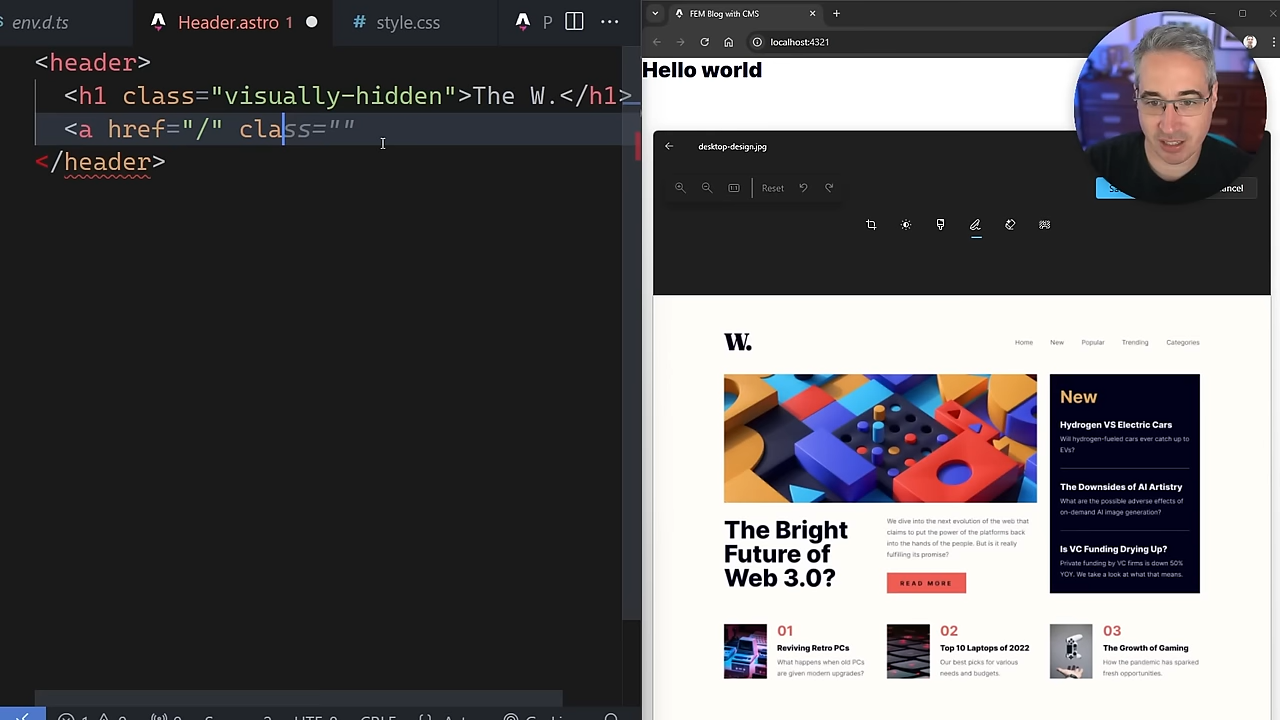 env.d.ts
Header.astro 1
# style.css
P
<header>
<h1 class="visually-hidden">The W.</h1>
<a href="/" class=""
</header>
FEM Blog with CMS
localhost:4321
Hello world
desktop-design.jpg
Reset
W.
Home New Popular Trending Categories
New
Hydrogen VS Electric Cars
Will hydrogen-fueled cars ever catch up to
EVs?
The Downsides of AI Artistry
What are the possible adverse effects of
on-demand AI image generation?
Is VC Funding Drying Up?
Private funding by VC firms is down 50%
YOY. We take a look at what that means.
The Bright
Future of
Web 3.0?
We dive into the next evolution of the web that
claims to put the power of the platforms back
into the hands of the people. But is it really
fulfilling its promise?
READ MORE
01
Reviving Retro PCs
What happens when old PCs
are given modern upgrades?
02
Top 10 Laptops of 2022
Our best picks for various
needs and budgets.
03
The Growth of Gaming
How the pandemic has sparked
fresh opportunities.